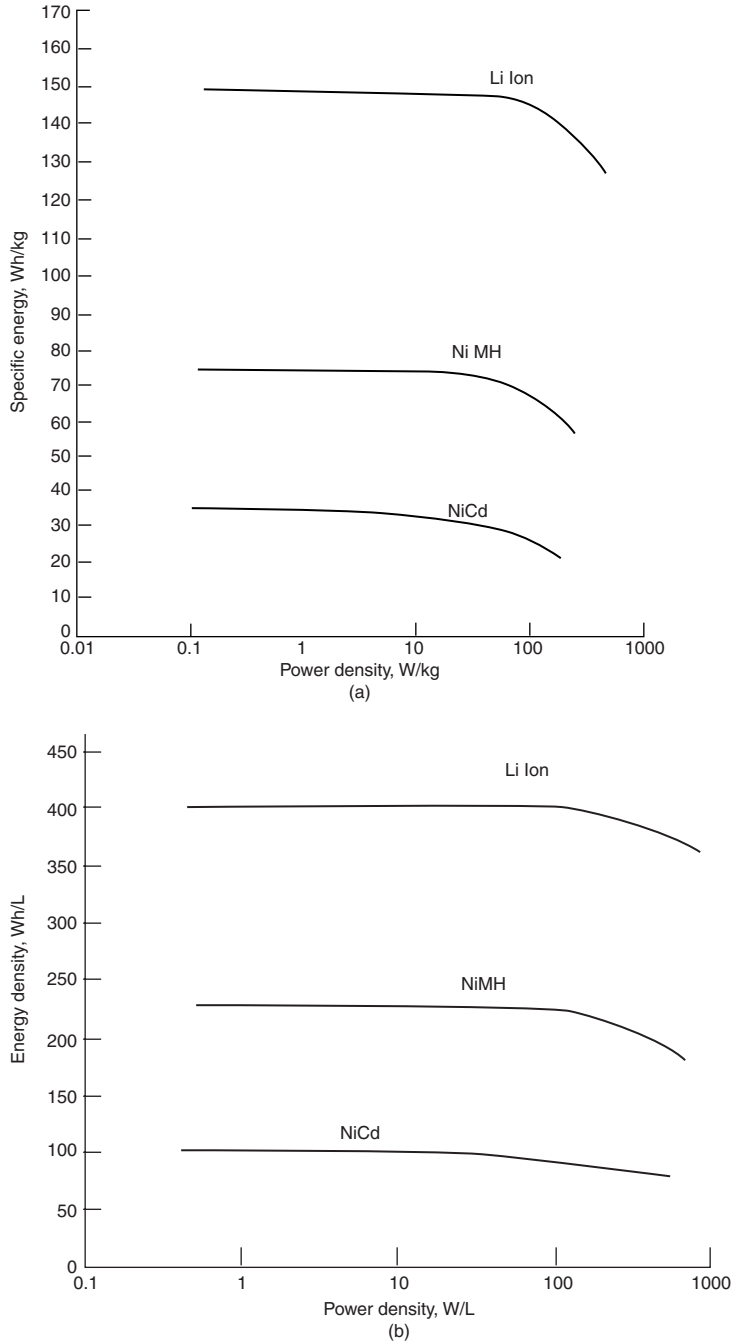 170
160
150
140
130
120
110
100
90
80
70
60
50
40
30
20
10
0
Specific energy, Wh/kg
Li Ion
Ni MH
NiCd
0.01 0.1 1 10 100 1000
Power density, W/kg
(a)
450
400
350
300
250
200
150
100
50
0
Energy density, Wh/L
Li Ion
NiMH
NiCd
0.1 1 10 100 1000
Power density, W/L
(b)